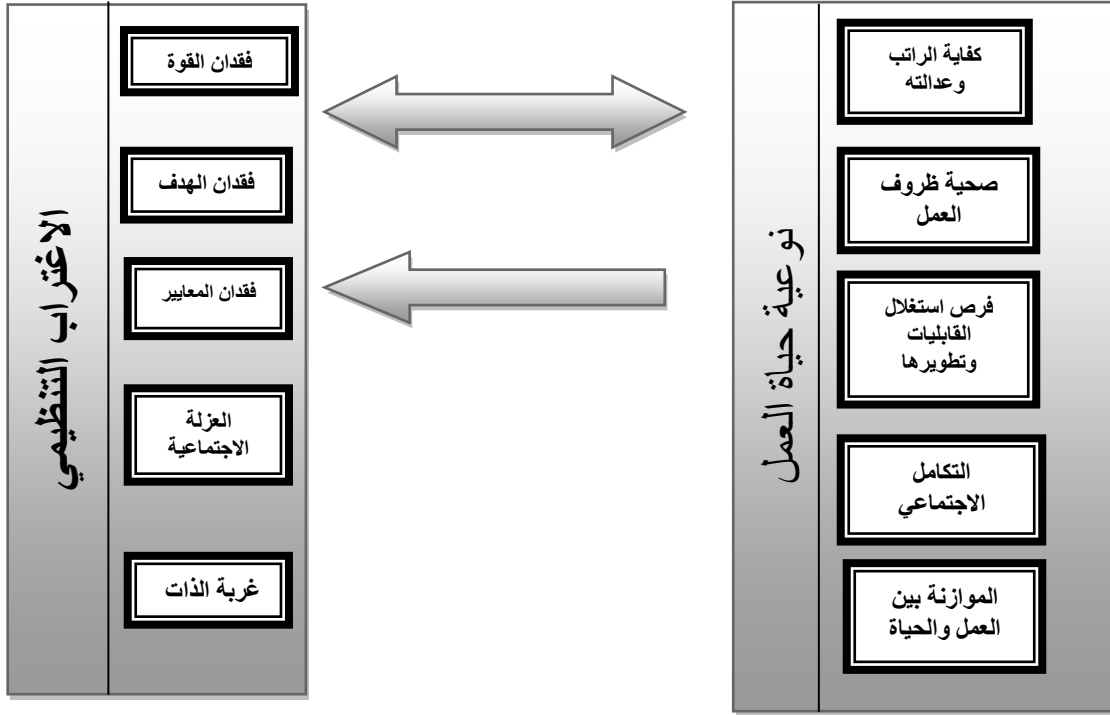 نوعية حياة العمل
كفاية الراتب
وعدالته
صحية ظروف
العمل
فرص استغلال
القابليات
وتطويرها
التكامل
الاجتماعي
الموازنة بين
العمل والحياة
الاغتراب التنظيمي
فقدان القوة
فقدان الهدف
فقدان المعايير
العزلة
الاجتماعية
غربة الذات